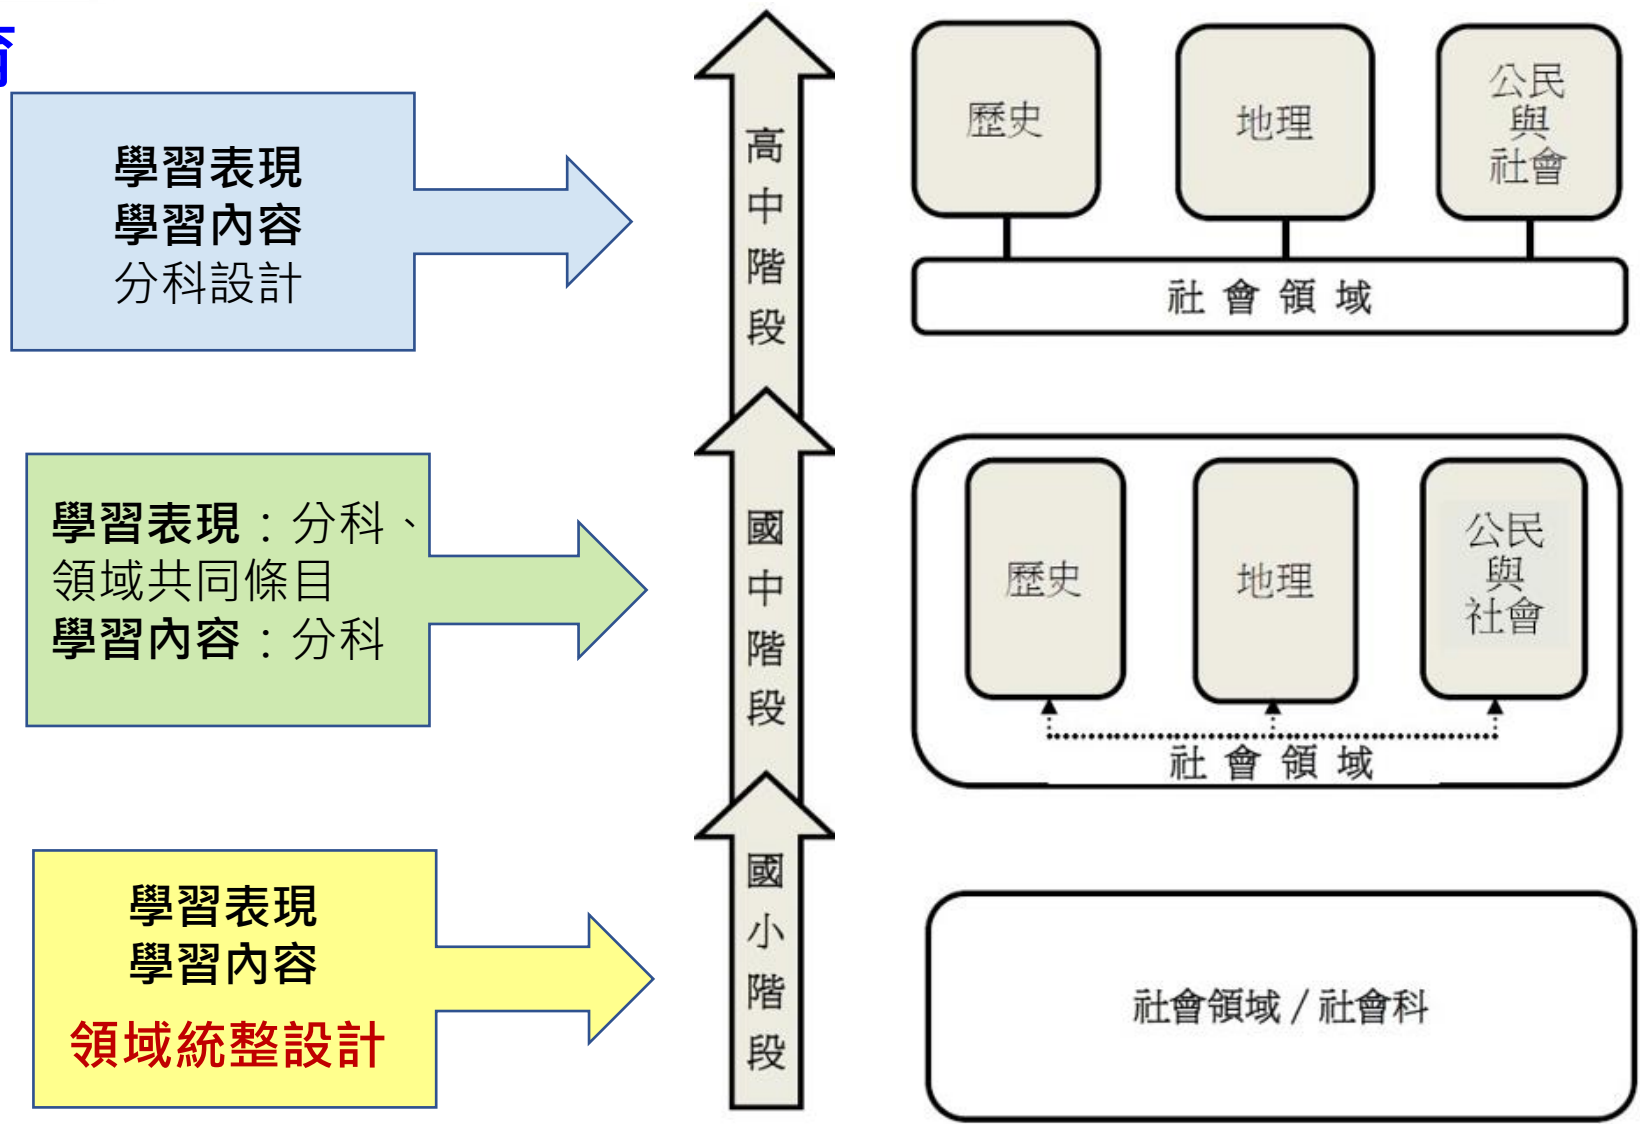 育
學習表現
學習內容
分科設計
高中階段
歷史
地理
公民
與
社會
社會領域
學習表現：分科、
領域共同條目
學習內容：分科
國中階段
歷史
地理
公民
與
社會
社會領域
學習表現
學習內容
領域統整設計
國小階段
社會領域/社會科